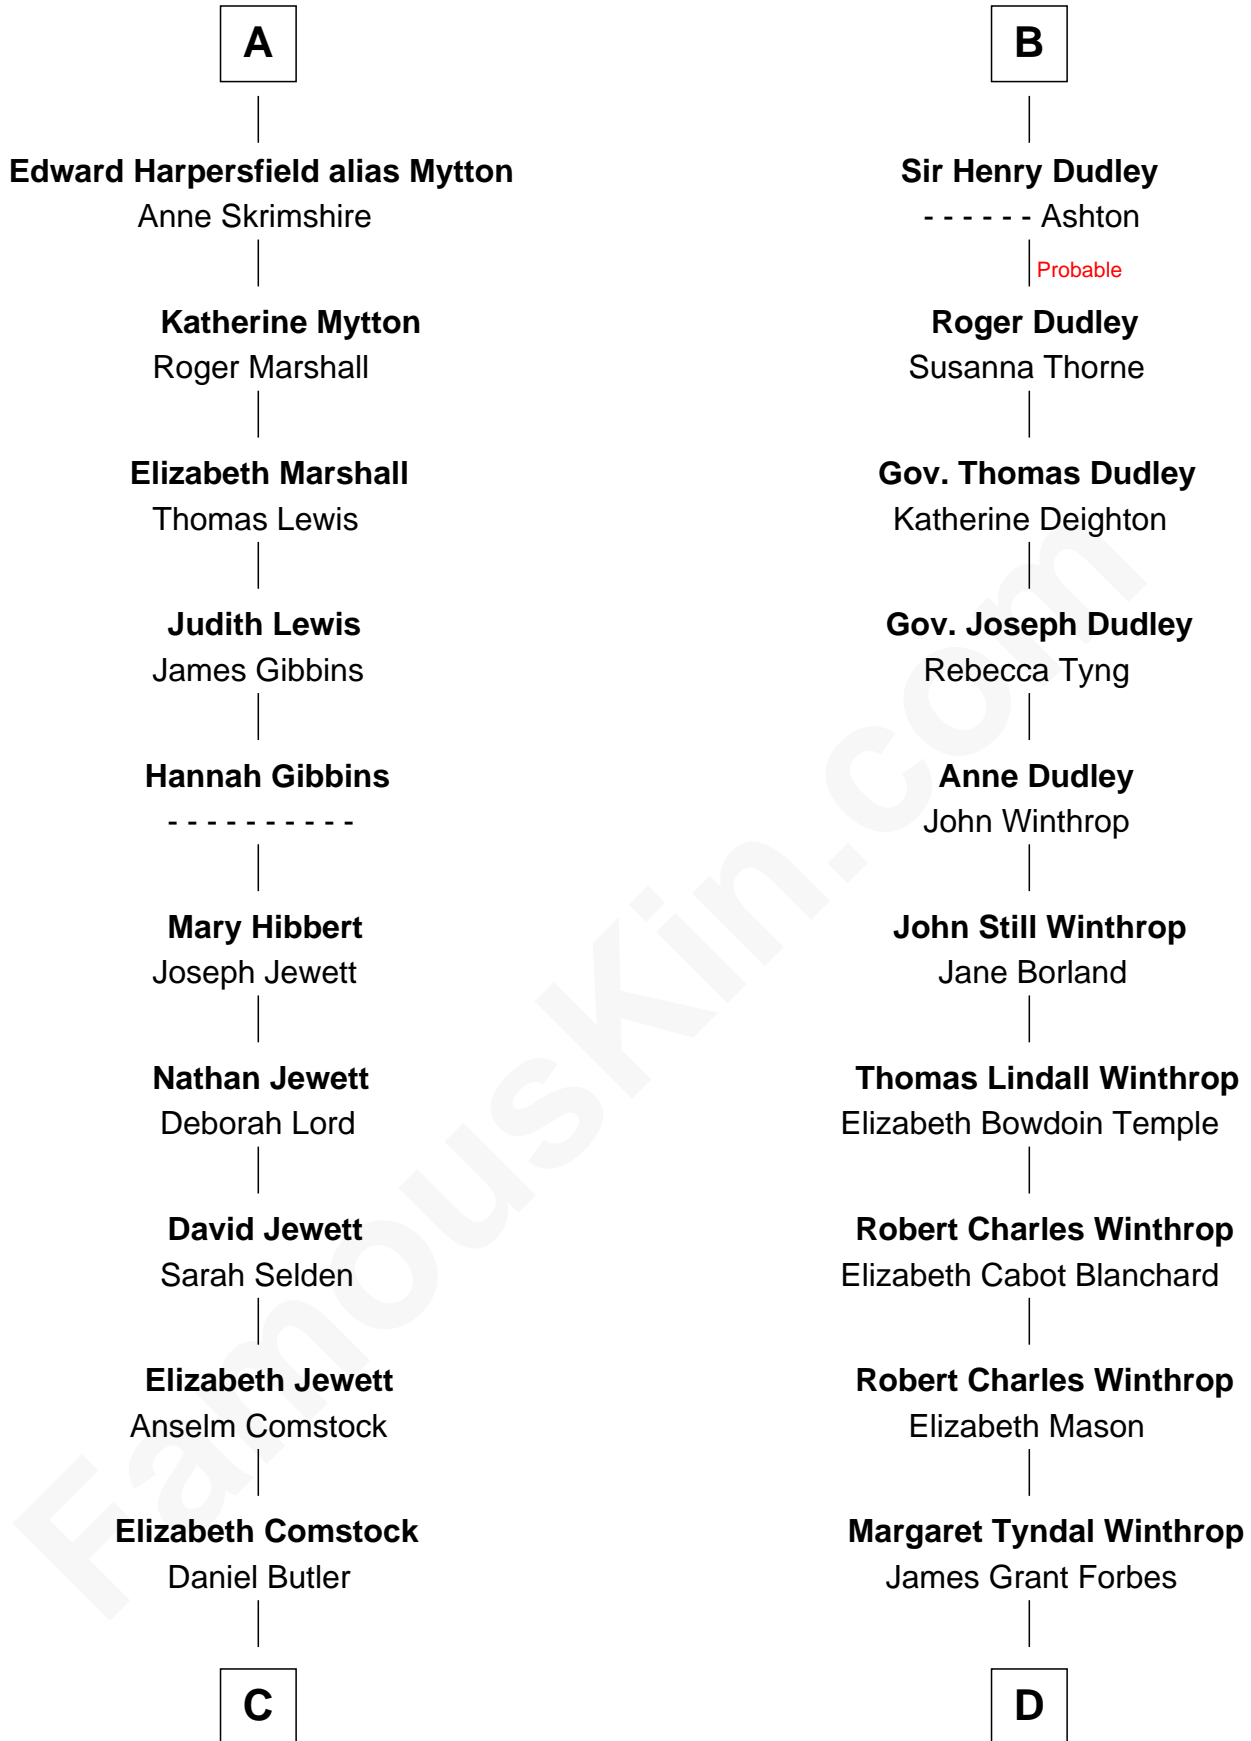 A
Edward Harpersfield alias Mytton
Anne Skrimshire
Katherine Mytton
Roger Marshall
Elizabeth Marshall
Thomas Lewis
Judith Lewis
James Gibbins
Hannah Gibbins
- - - - - - - - - -
Mary Hibbert
Joseph Jewett
Nathan Jewett
Deborah Lord
David Jewett
Sarah Selden
Elizabeth Jewett
Anselm Comstock
Elizabeth Comstock
Daniel Butler
C
B
Sir Henry Dudley
- - - - - - Ashton
Probable
Roger Dudley
Susanna Thorne
Gov. Thomas Dudley
Katherine Deighton
Gov. Joseph Dudley
Rebecca Tyng
Anne Dudley
John Winthrop
John Still Winthrop
Jane Borland
Thomas Lindall Winthrop
Elizabeth Bowdoin Temple
Robert Charles Winthrop
Elizabeth Cabot Blanchard
Robert Charles Winthrop
Elizabeth Mason
Margaret Tyndal Winthrop
James Grant Forbes
D
FamousKin.com